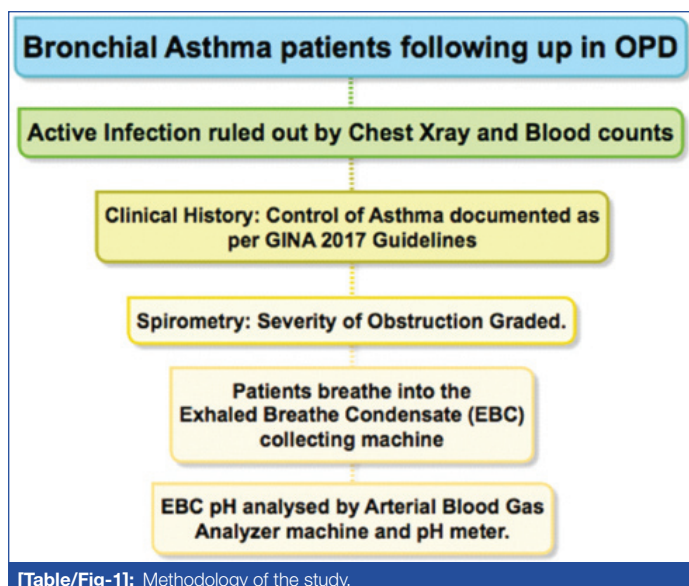 Bronchial Asthma patients following up in OPD
Active Infection ruled out by Chest Xray and Blood counts
Clinical History: Control of Asthma documented as
per GINA 2017 Guidelines
Spirometry: Severity of Obstruction Graded.
Patients breathe into the
Exhaled Breathe Condensate (EBC)
collecting machine
EBC pH analysed by Arterial Blood Gas
Analyzer machine and pH meter.
[Table/Fig-1]: Methodology of the study.